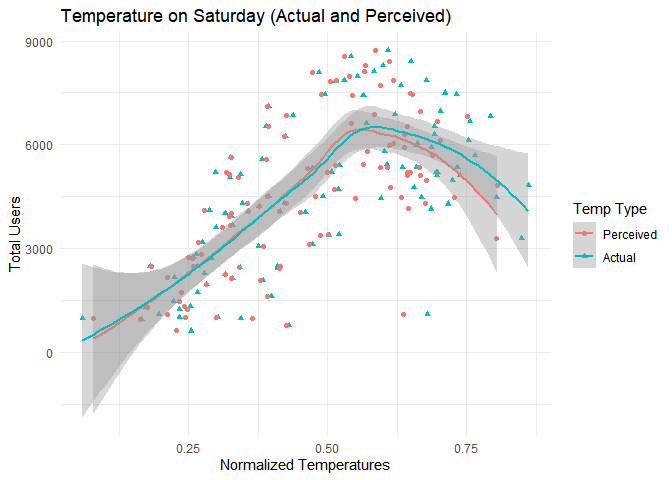 Temperature on Saturday (Actual and Perceived)
9000
6000
3000
0
Total Users
0.25 0.50 0.75
Normalized Temperatures
Temp Type
Perceived
Actual